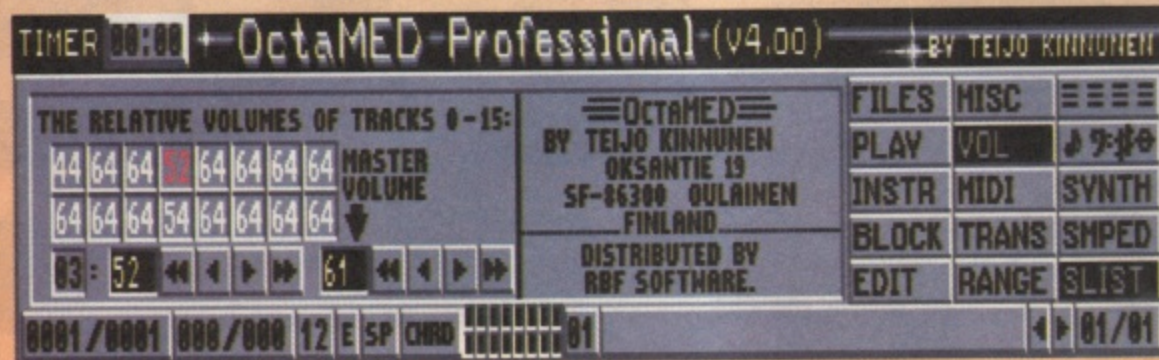 TIMER 00:00 OctaMED Professional (V4.00) BY TEIJO KINNUNEN
THE RELATIVE VOLUMES OF TRACKS 0-15:
44 64 64 52 64 64 64 64
64 64 64 54 64 64 64 64
MASTER
VOLUME
03: 52
61
OCTAMED
BY TEIJO KINNUNEN
OKSANTIE 19
SF-86300 OULAINEN
FINLAND
DISTRIBUTED BY
RBF SOFTWARE.
FILES MISC
PLAY VOL
INSTR MIDI SYNTH
BLOCK TRANS SMPED
EDIT RANGE SLIST
0001/0001 000/000 12 E SP CHRD 01
01/01